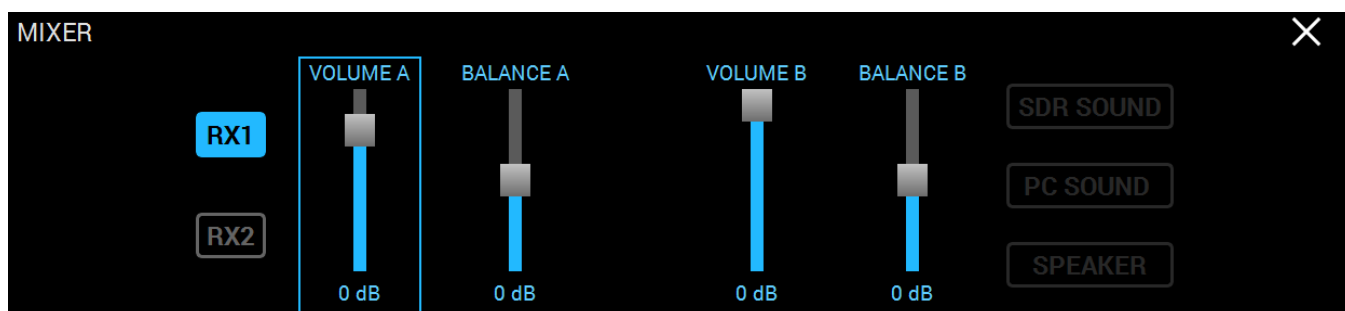 MIXER
VOLUME A
BALANCE A
VOLUME B
BALANCE B
SDR SOUND
RX1
PC SOUND
RX2
SPEAKER
0 dB
0 dB
0 dB
0 dB